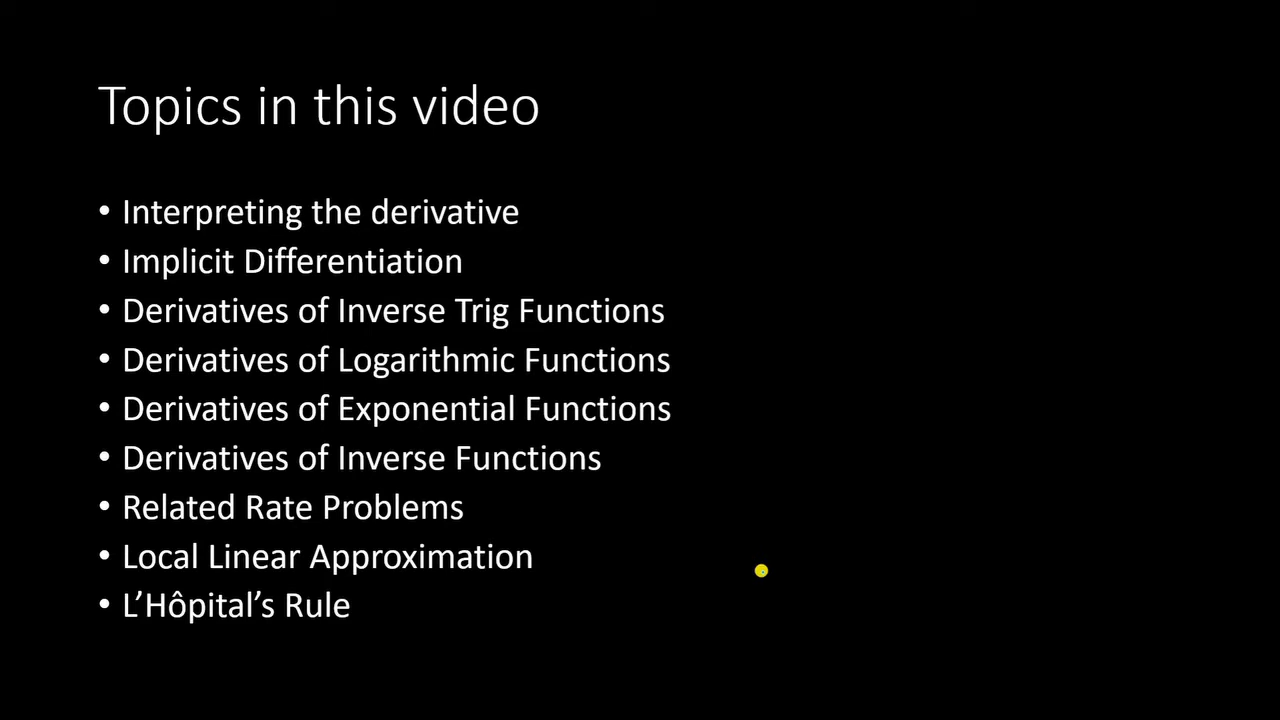 Topics in this video
• Interpreting the derivative
• Implicit Differentiation
• Derivatives of Inverse Trig Functions
• Derivatives of Logarithmic Functions
• Derivatives of Exponential Functions
• Derivatives of Inverse Functions
• Related Rate Problems
• Local Linear Approximation
• L’Hôpital’s Rule